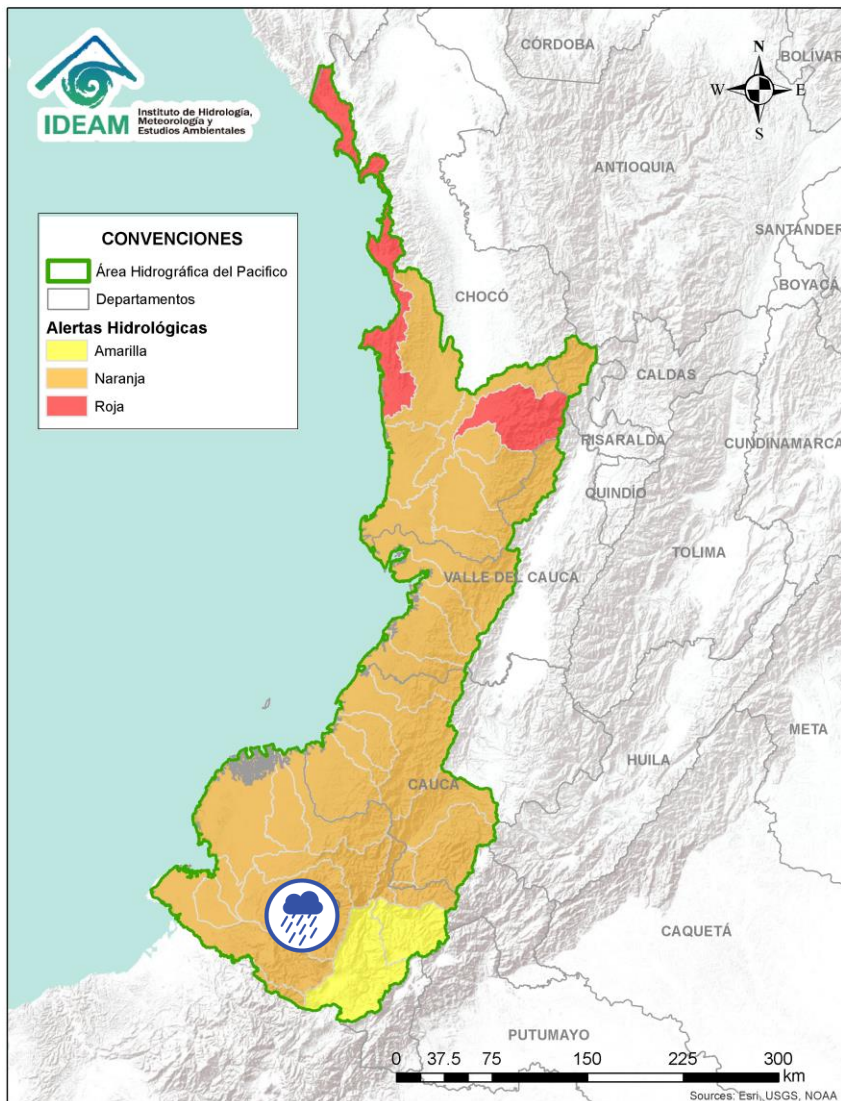 IDEAM
Instituto de Hidrología,
Meteorología y
Estudios Ambientales
CÓRDOBA
BOLÍVAR
N
W
E
S
ANTIOQUIA
SANTANDER
BOYACÁ
CONVENCIONES
Área Hidrográfica del Pacifico
Departamentos
Alertas Hidrológicas
Amarilla
Naranja
Roja
CHOCÓ
CALDAS
RISARALDA
CUNDINAMARCA
QUINDÍO
TOLIMA
VALLE DEL CAUCA
META
HUILA
CAUCA
CAQUETÁ
PUTUMAYO
0 37.5 75 150 225 300
km
Sources: Esri, USGS, NOAA